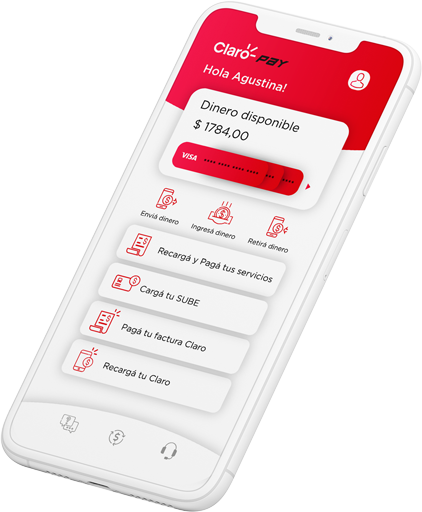 Claro-pay
Hola Agustina!
Dinero disponible
$ 1784,00
VISA
Enviá dinero
Ingresá dinero
Retirá dinero
Recargá y Pagá tus servicios
Cargá tu SUBE
Pagá tu factura Claro
Recargá tu Claro